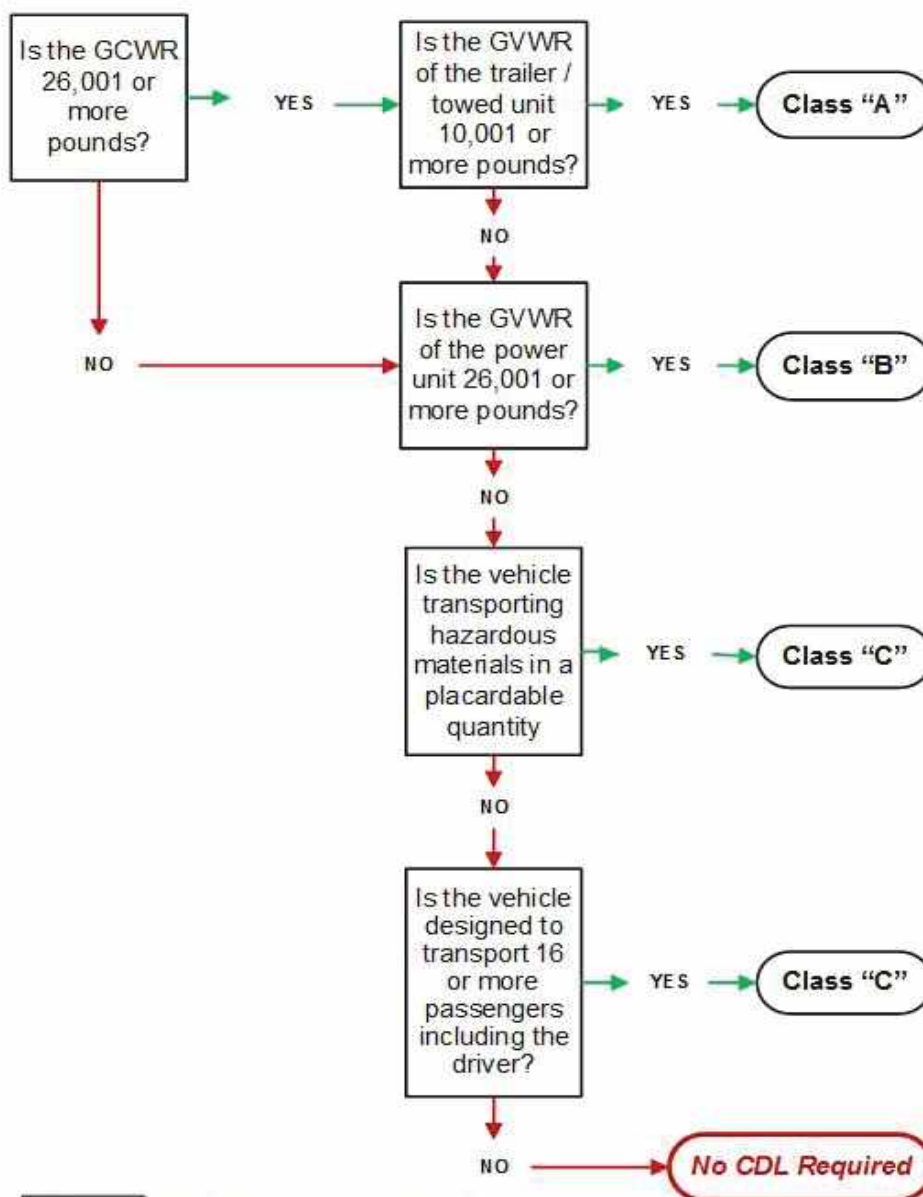 Is the GCWR
26,001 or
more
pounds?
YES
Is the GVWR
of the trailer /
towed unit
10,001 or
more pounds?
YES
Class “A”
NO
NO
Is the GVWR
of the power
unit 26,001 or
more pounds?
YES
Class “B”
NO
Is the vehicle
transporting
hazardous
materials in a
placardable
quantity
YES
Class “C”
NO
Is the vehicle
designed to
transport 16
or more
passengers
including the
driver?
YES
Class “C”
NO
No CDL Required